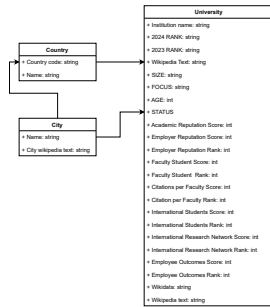 University
+ Institution name: string
+ 2024 RANK: string
+ 2023 RANK: string
+ Wikipedia Text: string
+ SIZE: string
+ FOCUS: string
+ AGE: int
+ STATUS
+ Academic Reputation Score: int
+ Employer Reputation Score: int
+ Employer Reputation Rank: int
+ Faculty Student Score: int
+ Faculty Student Rank: int
+ Citations per Faculty Score: int
+ Citation per Faculty Rank: int
+ International Students Score: int
+ International Students Rank: int
+ International Research Network Score: int
+ International Research Network Rank: int
+ Employee Outcomes Score: int
+ Employee Outcomes Rank: int
+ Wikidata: string
+ Wikipedia text: string
Country
+ Country code: string
+ Name: string
City
+ Name: string
+ City wikipedia text: string